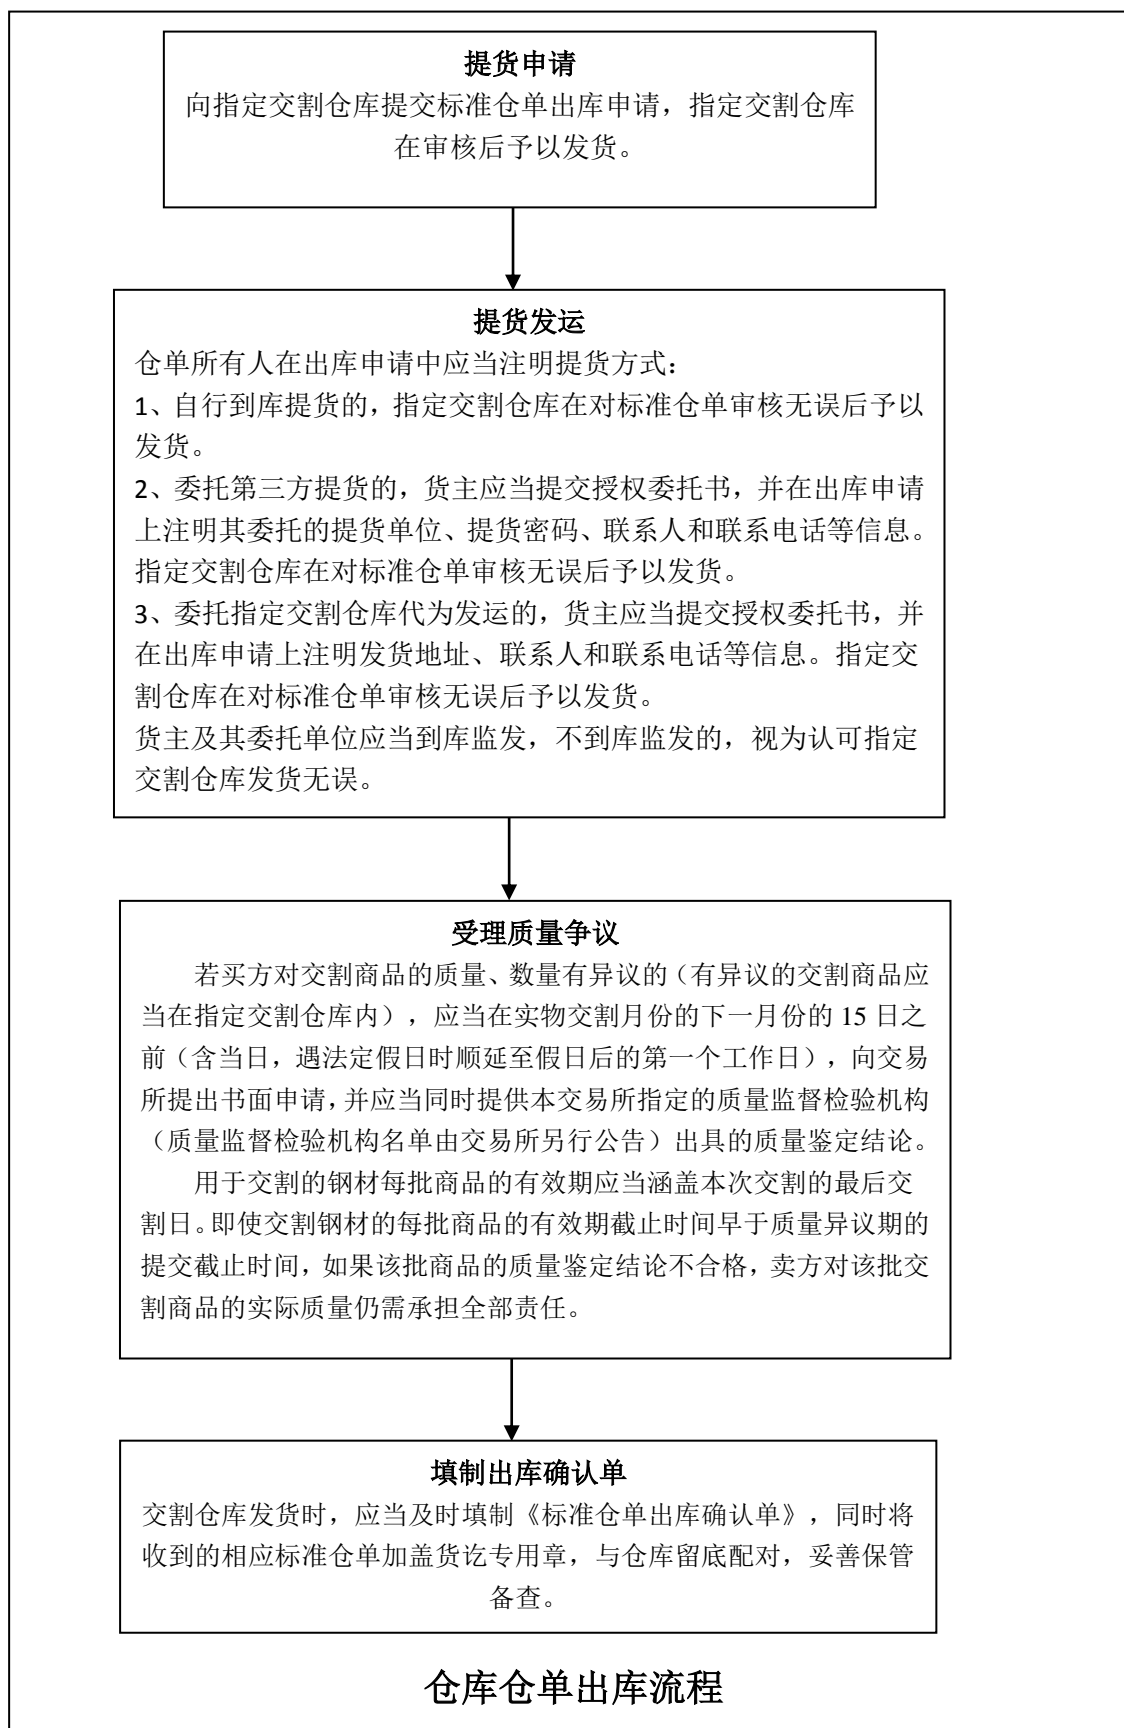 提货申请
向指定交割仓库提交标准仓单出库申请，指定交割仓库
在审核后予以发货。
提货发运
仓单所有人在出库申请中应当注明提货方式：
1、自行到库提货的，指定交割仓库在对标准仓单审核无误后予以
发货。
2、委托第三方提货的，货主应当提交授权委托书，并在出库申请
上注明其委托的提货单位、提货密码、联系人和联系电话等信息。
指定交割仓库在对标准仓单审核无误后予以发货。
3、委托指定交割仓库代为发运的，货主应当提交授权委托书，并
在出库申请上注明发货地址、联系人和联系电话等信息。指定交
割仓库在对标准仓单审核无误后予以发货。
货主及其委托单位应当到库监发，不到库监发的，视为认可指定
交割仓库发货无误。
受理质量争议
若买方对交割商品的质量、数量有异议的（有异议的交割商品应
当在指定交割仓库内），应当在实物交割月份的下一月份的 15 日之
前（含当日，遇法定假日时顺延至假日后的第一个工作日），向交易
所提出书面申请，并应当同时提供本交易所指定的质量监督检验机构
（质量监督检验机构名单由交易所另行公告）出具的质量鉴定结论。
用于交割的钢材每批商品的有效期应当涵盖本次交割的最后交
割日。即使交割钢材的每批商品的有效期截止时间早于质量异议期的
提交截止时间，如果该批商品的质量鉴定结论不合格，卖方对该批交
割商品的实际质量仍需承担全部责任。
填制出库确认单
交割仓库发货时，应当及时填制《标准仓单出库确认单》，同时将
收到的相应标准仓单加盖货讫专用章，与仓库留底配对，妥善保管
备查。
仓库仓单出库流程